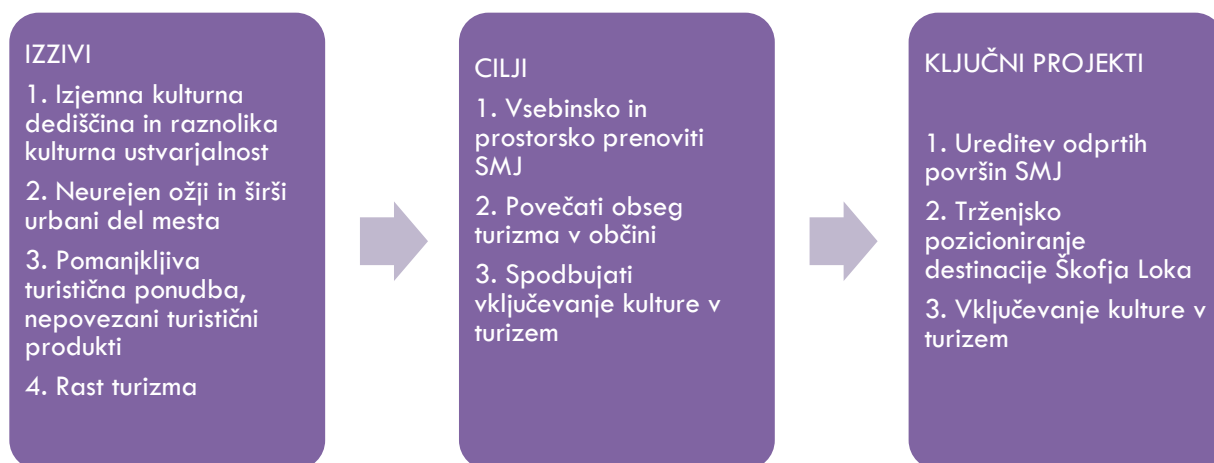 IZZIVI
1. Izjemna kulturna
dediščina in raznolika
kulturna ustvarjalnost
2. Neurejen ožji in širši
urbani del mesta
3. Pomanjkljiva
turistična ponudba,
nepovezani turistični
produkti
4. Rast turizma
CILJI
1. Vsebinsko in
prostorsko prenoviti
SMJ
2. Povečati obseg
turizma v občini
3. Spodbujati
vključevanje kulture v
turizem
KLJUČNI PROJEKTI
1. Ureditev odprtih
površin SMJ
2. Trženjsko
pozicioniranje
destinacije Škofja Loka
3. Vključevanje kulture v
turizem